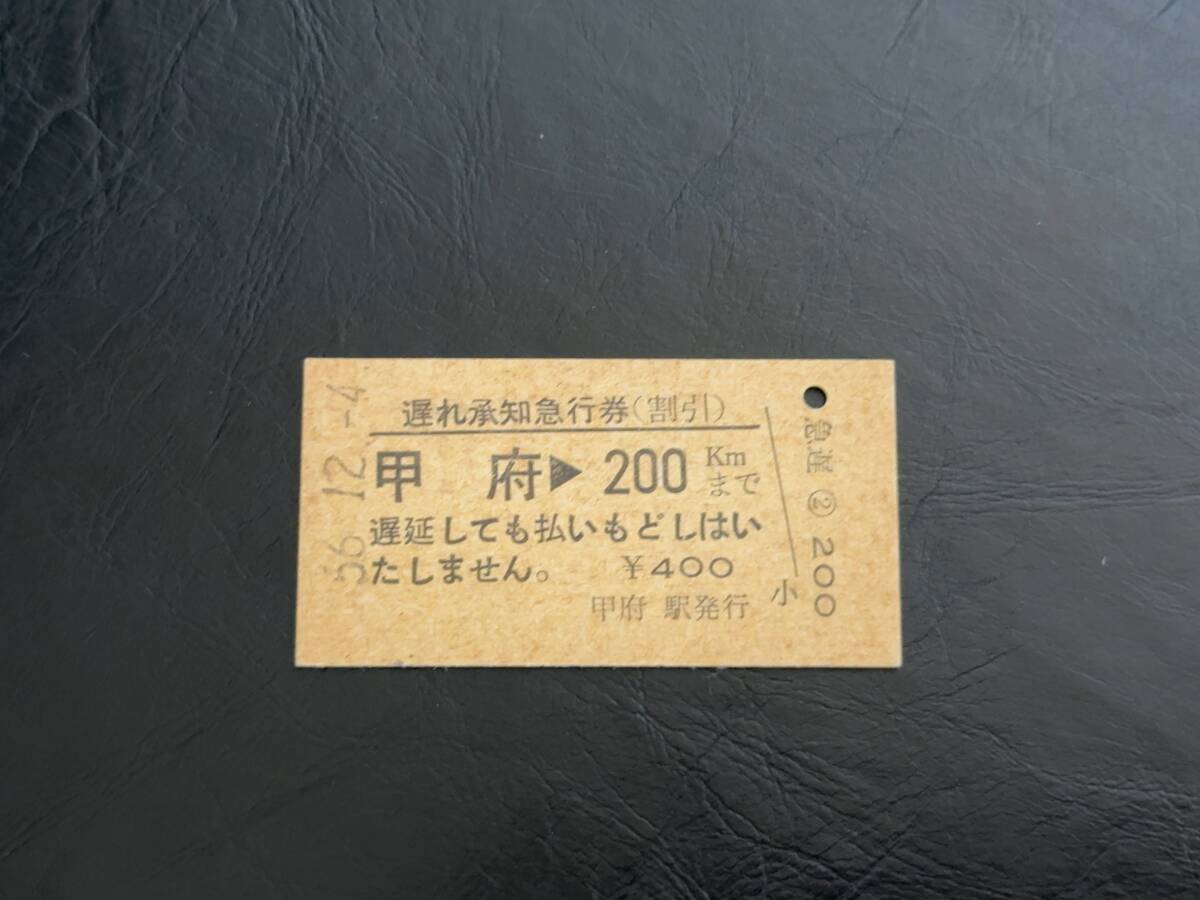 56.12.-4
遅れ承知急行券(割引)
甲 府▶200 Kmまで
遅延しても払いもどしはい
たしません。 ¥400
甲府 駅発行
小
急遅 ② 200